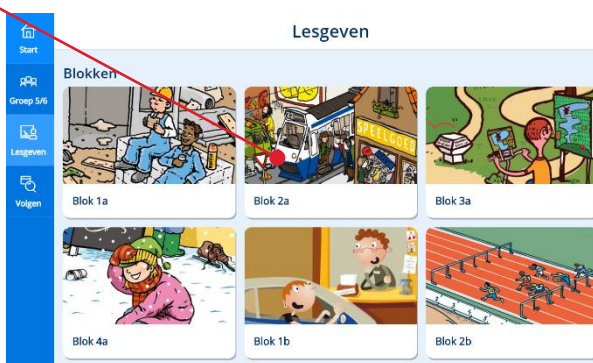 Lesgeven
Start
Groep 5/6
Lesgeven
Volgen
Blokken
SPEELGOED
Blok 1a
Blok 2a
Blok 3a
Blok 4a
Blok 1b
Blok 2b